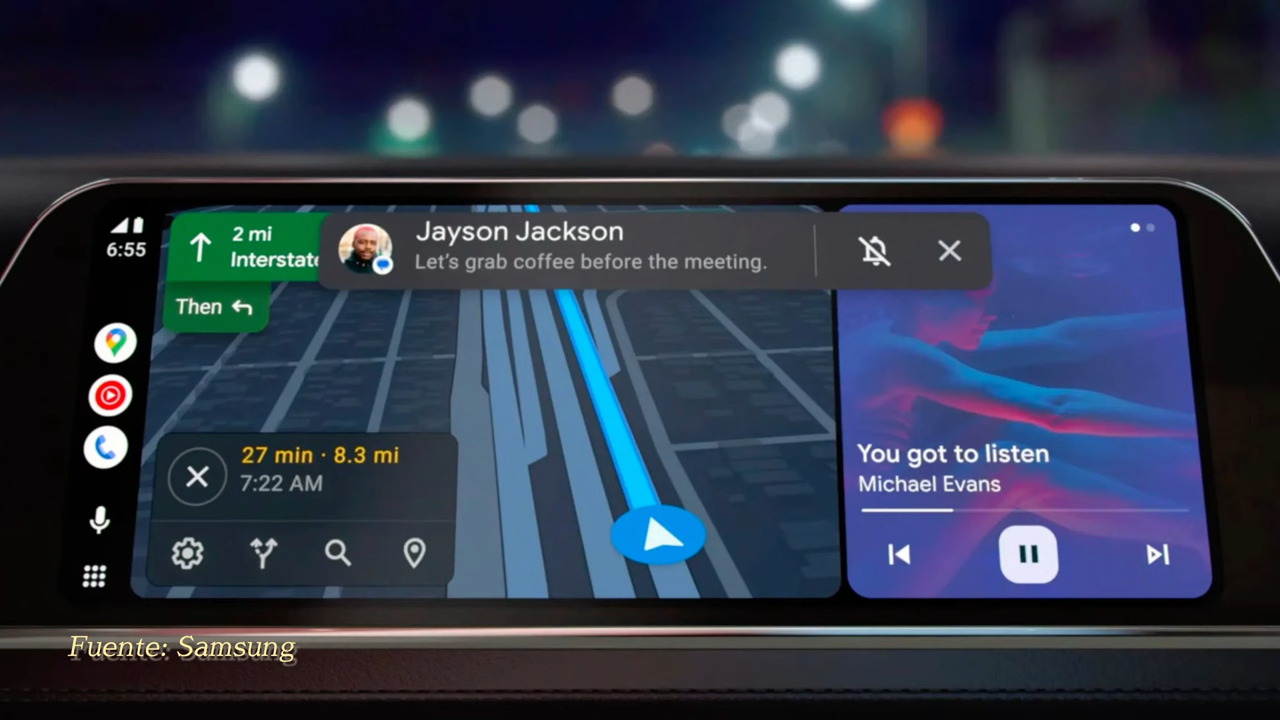 6:55
2 mi
Interstate
Then
Jayson Jackson
Let's grab coffee before the meeting.
27 min · 8.3 mi
7:22 AM
You got to listen
Michael Evans
Fuente: Samsung